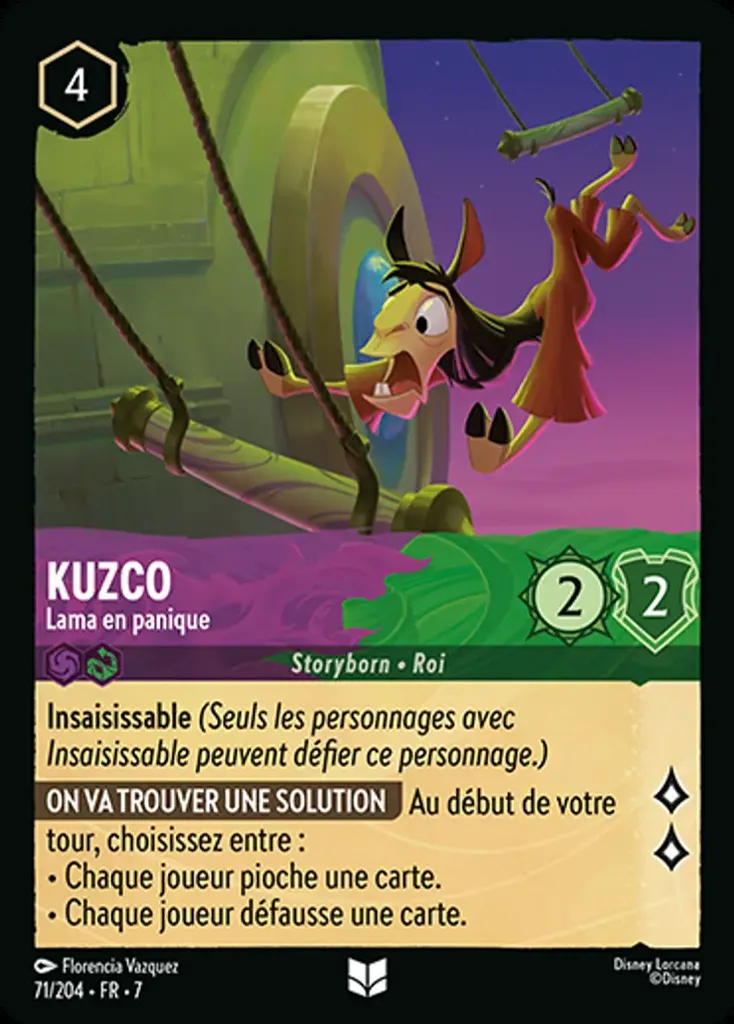 4
KUZCO
Lama en panique
2
2
Storyborn • Roi
Insaisissable (Seuls les personnages avec
Insaisissable peuvent défier ce personnage.)
ON VA TROUVER UNE SOLUTION Au début de votre
tour, choisissez entre :
• Chaque joueur pioche une carte.
• Chaque joueur défausse une carte.
Florencia Vazquez
71/204 • FR • 7
Disney Lorcana
©Disney